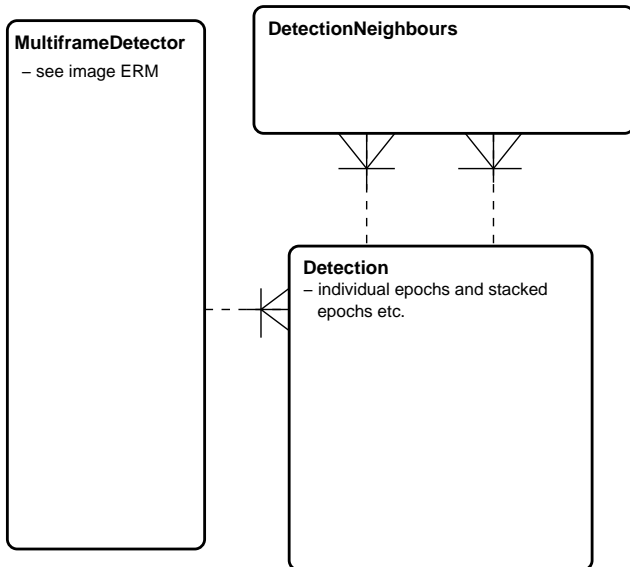 MultiframeDetector
– see image ERM
DetectionNeighbours
Detection
– individual epochs and stacked
epochs etc.